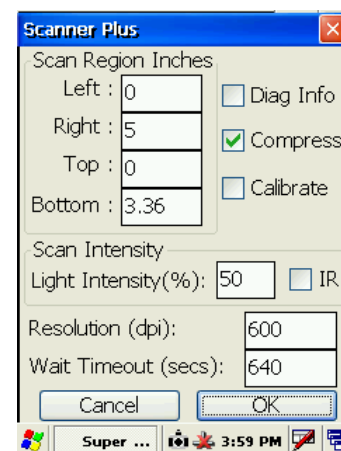 Scanner Plus
Scan Region Inches
Left : 0
Diag Info
Right : 5
Compress
Top : 0
Calibrate
Bottom : 3.36
Scan Intensity
Light Intensity(%): 50 IR
Resolution (dpi): 600
Wait Timeout (secs): 640
Cancel OK
Super ... 3:59 PM